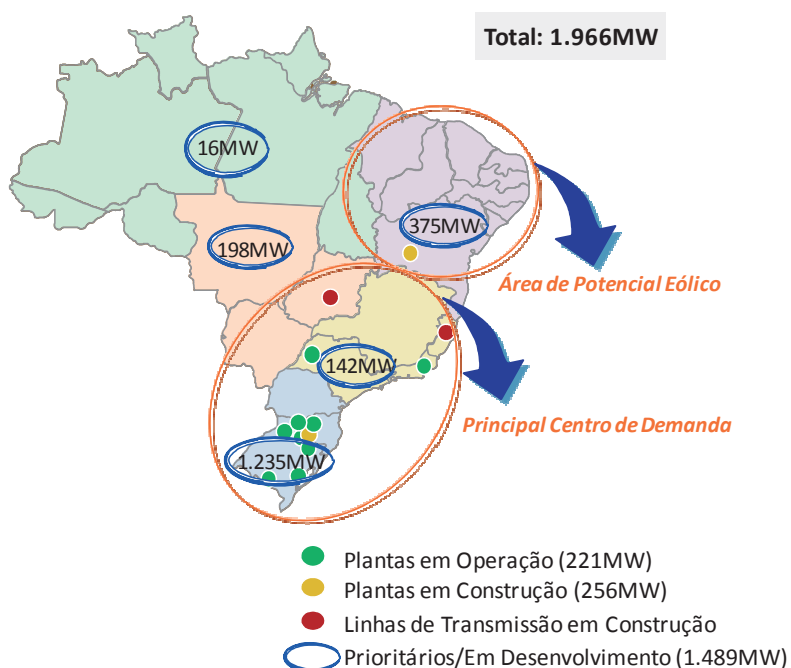 Total: 1.966MW
16MW
375MW
198MW
Área de Potencial Eólico
142MW
Principal Centro de Demanda
1.235MW
Plantas em Operação (221MW)
Plantas em Construção (256MW)
Linhas de Transmissão em Construção
Prioritários/Em Desenvolvimento (1.489MW)